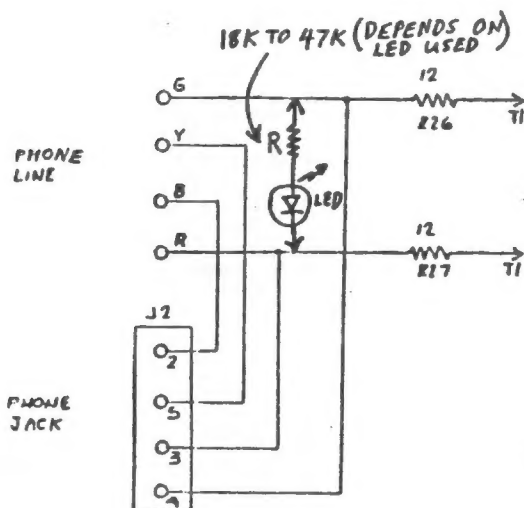 18K TO 47K (DEPENDS ON
LED USED)
G
12
R26
T1
Y
R
PHONE
LINE
B
LED
R
12
R27
T1
J2
2
PHONE
JACK
5
3
4